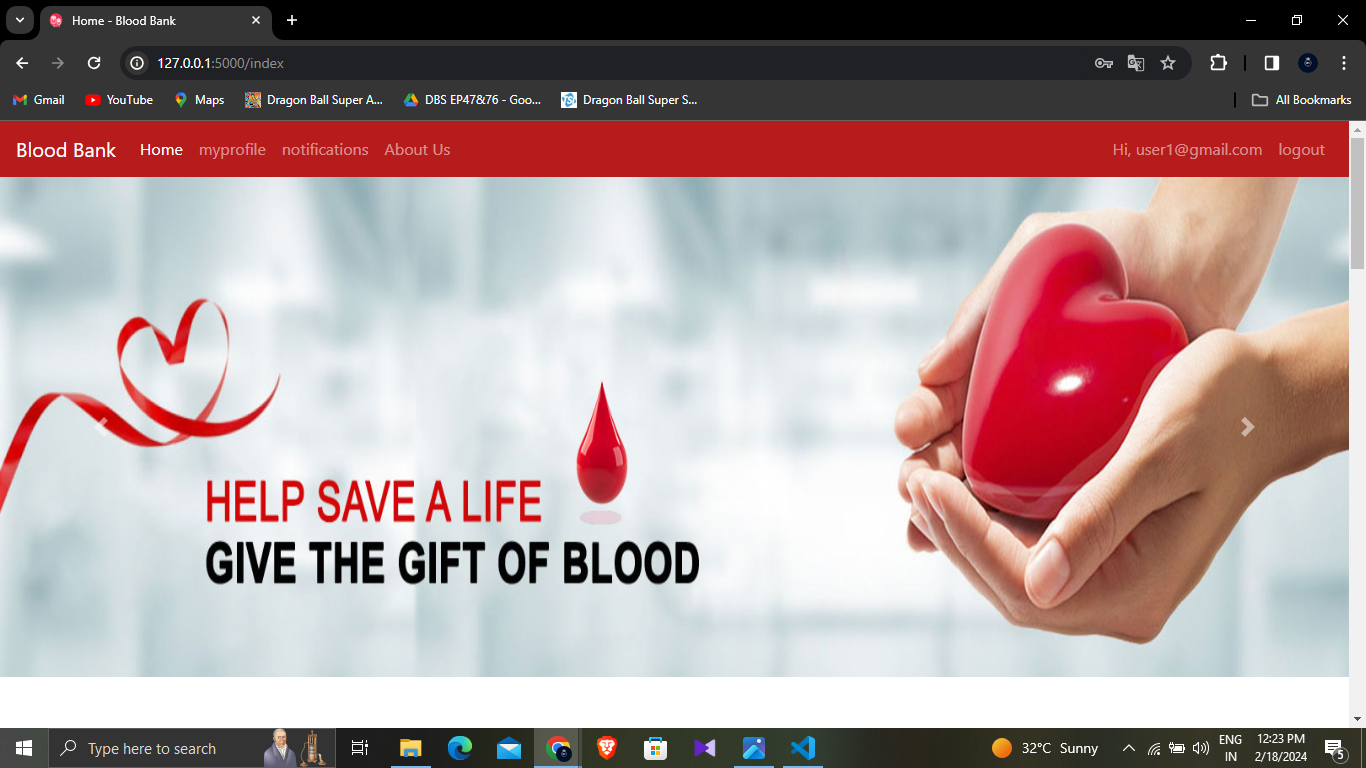 Home - Blood Bank
127.0.0.1:5000/index
Gmail YouTube Maps Dragon Ball Super A... DBS EP47&76 - Goo... Dragon Ball Super S... All Bookmarks
Blood Bank Home myprofile notifications About Us Hi, user1@gmail.com logout
HELP SAVE A LIFE
GIVE THE GIFT OF BLOOD
Type here to search
32°C Sunny
ENG
IN
12:23 PM
2/18/2024
5